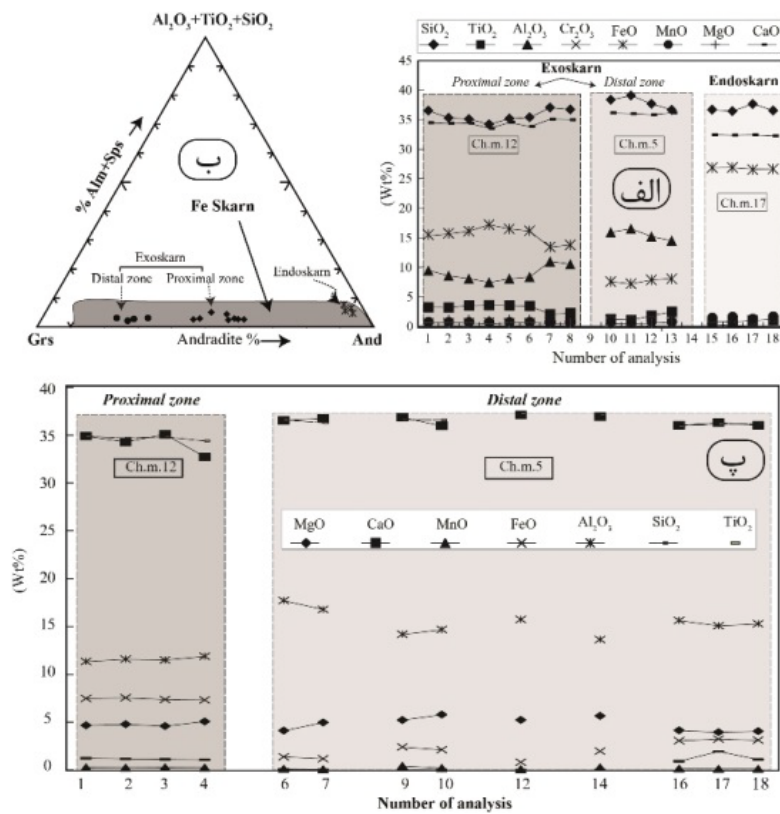 Al₂O₃+TiO₂+SiO₂
% Alm+Sps
ب
Fe Skarn
Exoskarn
Distal zone
Proximal zone
Endoskarn
Grs
Andradite %
And
SiO₂ TiO₂ Al₂O₃ Cr₂O₃ FeO MnO MgO CaO
45
40
35
30
25
20
15
10
5
0
(Wt%)
Exoskarn
Proximal zone
Distal zone
Endoskarn
Ch.m.12
Ch.m.5
الف
Ch.m.17
1 2 3 4 5 6 7 8 9 10 11 12 13 14 15 16 17 18
Number of analysis
40
35
30
25
20
15
10
5
0
(Wt%)
Proximal zone
Distal zone
Ch.m.12
Ch.m.5
پ
MgO CaO MnO FeO Al₂O₃ SiO₂ TiO₂
1 2 3 4 6 7 9 10 12 14 16 17 18
Number of analysis